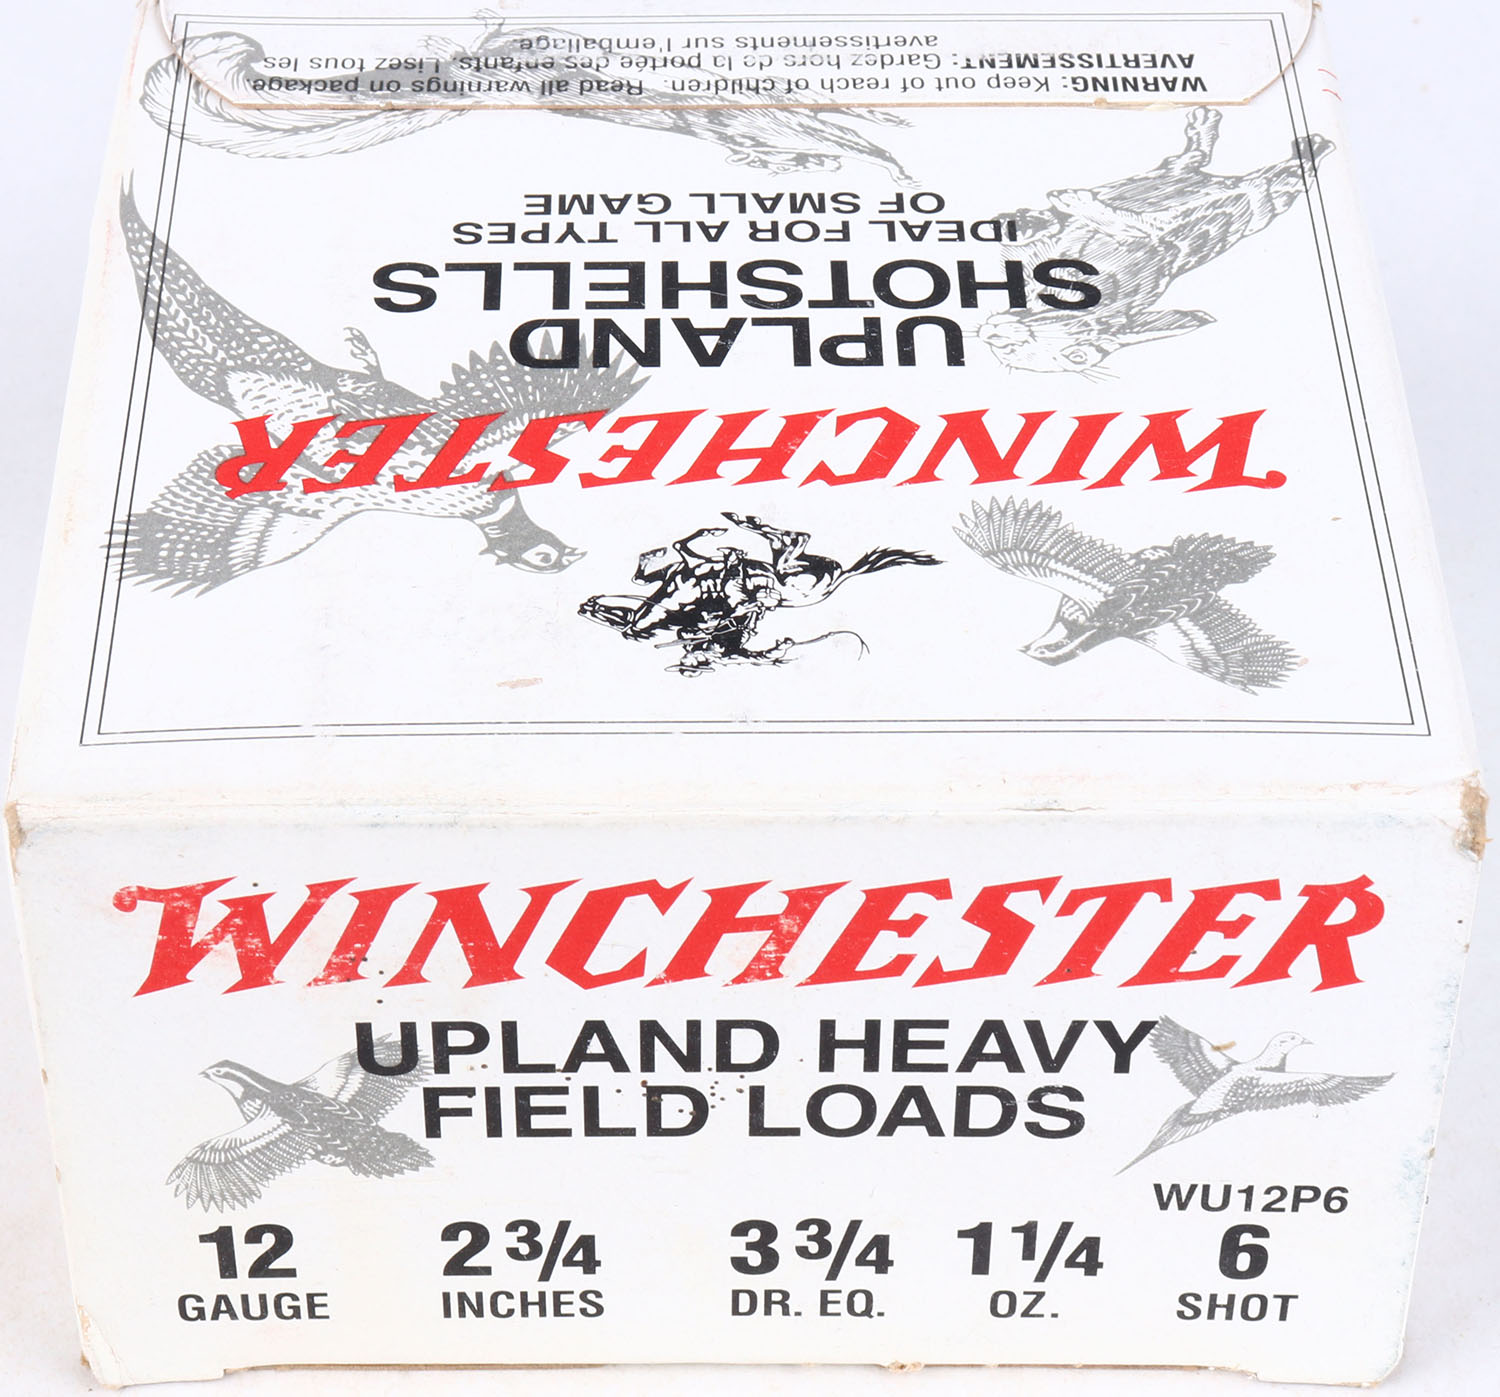 WARNING: Keep out of reach of children. Read all warnings on package.
AVERTISSEMENT: Gardez hors de la portée des enfants. Lisez tous les
avertissements sur l'emballage.
WINCHESTER
UPLAND
SHOTSHELLS
IDEAL FOR ALL TYPES
OF SMALL GAME
WINCHESTER
UPLAND HEAVY
FIELD LOADS
WU12P6
12 2 3/4 3 3/4 1 1/4 6
GAUGE INCHES DR. EQ. OZ. SHOT